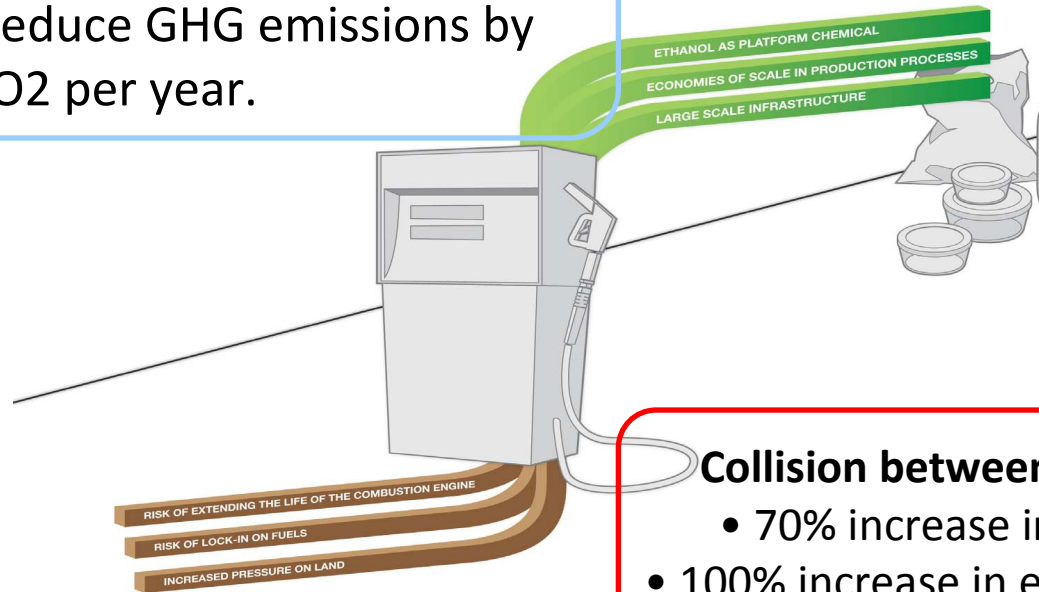 educe GHG emissions by
O2 per year.
ETHANOL AS PLATFORM CHEMICAL
ECONOMIES OF SCALE IN PRODUCTION PROCESSES
LARGE SCALE INFRASTRUCTURE
RISK OF EXTENDING THE LIFE OF THE COMBUSTION ENGINE
RISK OF LOCK-IN ON FUELS
INCREASED PRESSURE ON LAND
Collision between
• 70% increase in
• 100% increase in e